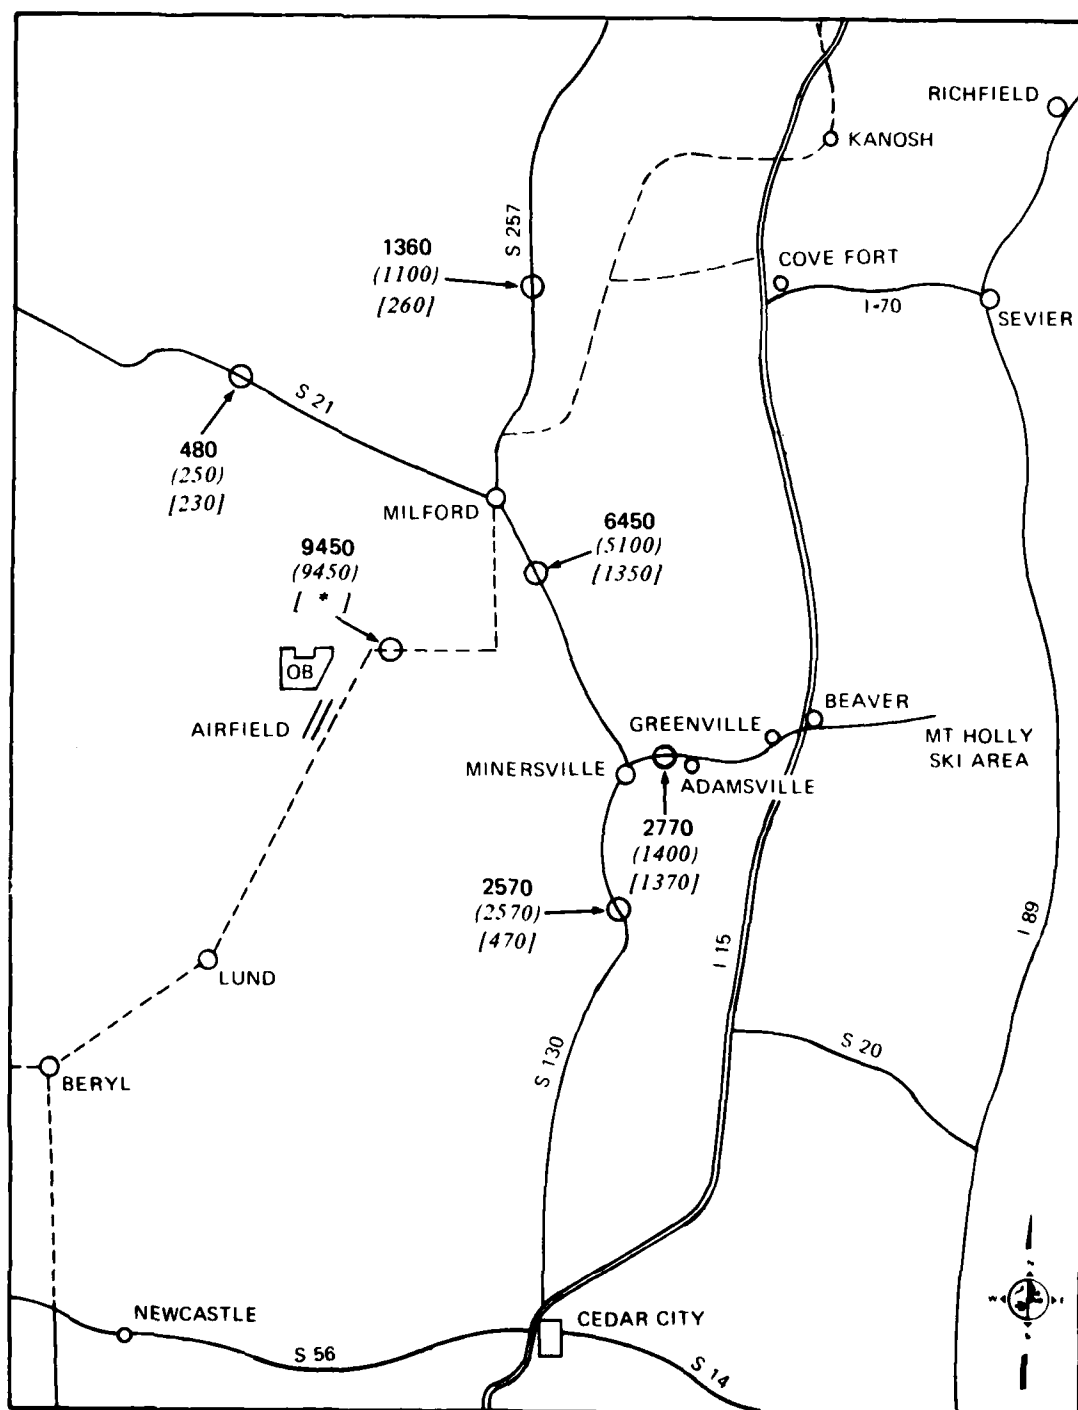 RICHFIELD
KANOSH
S 257
1360
(1100)
[260]
COVE FORT
I-70
SEVIER
S 21
480
(250)
[230]
MILFORD
6450
(5100)
[1350]
9450
(9450)
[ * ]
OB
AIRFIELD
BEAVER
GREENVILLE
MT HOLLY
SKI AREA
MINERSVILLE
ADAMSVILLE
2770
(1400)
[1370]
2570
(2570)
[470]
I 89
I 15
LUND
S 130
S 20
BERYL
NEWCASTLE
CEDAR CITY
S 56
S 14
W